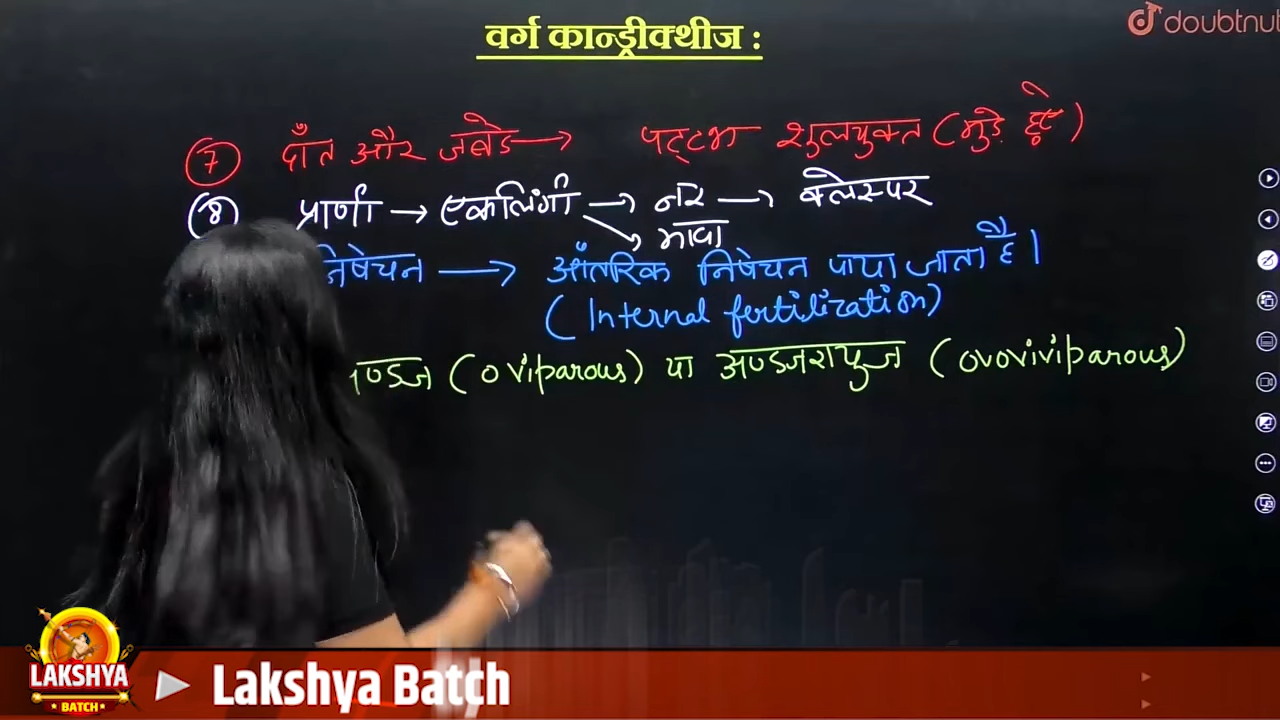 वर्ग कान्ड्रीक्थीज :
doubtnut
(7) दाँत और जबडे → पट्टभ शुलयुक्त (मुडे हुए)
(8) प्राणी → एकलिंगी → नर → क्लेस्पर
→ मादा
निषेचन → आँतरिक निषेचन पाया जाता है।
(Internal fertilization)
ण्डज (oviparous) या अण्डजरायुज (ovoviviparous)
LAKSHYA
BATCH
Lakshya Batch